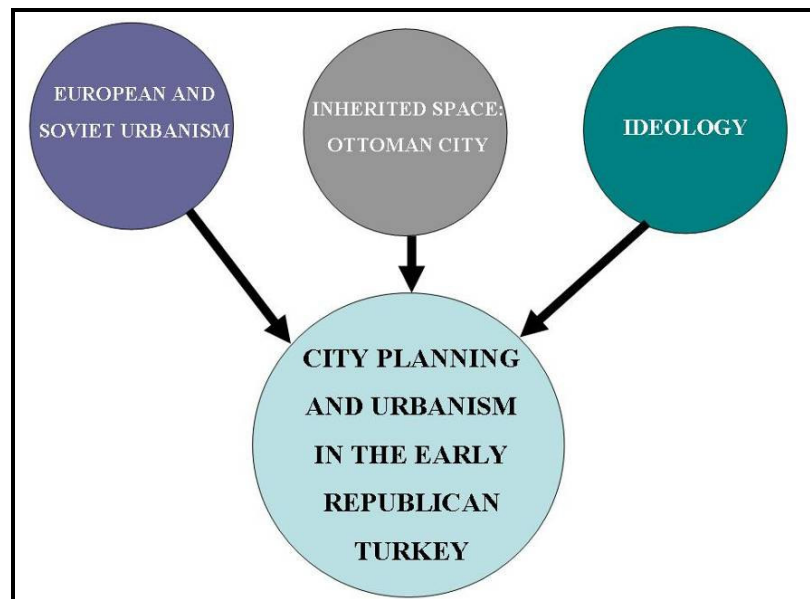 EUROPEAN AND
SOVIET URBANISM
INHERITED SPACE:
OTTOMAN CITY
IDEOLOGY
CITY PLANNING
AND URBANISM
IN THE EARLY
REPUBLICAN
TURKEY